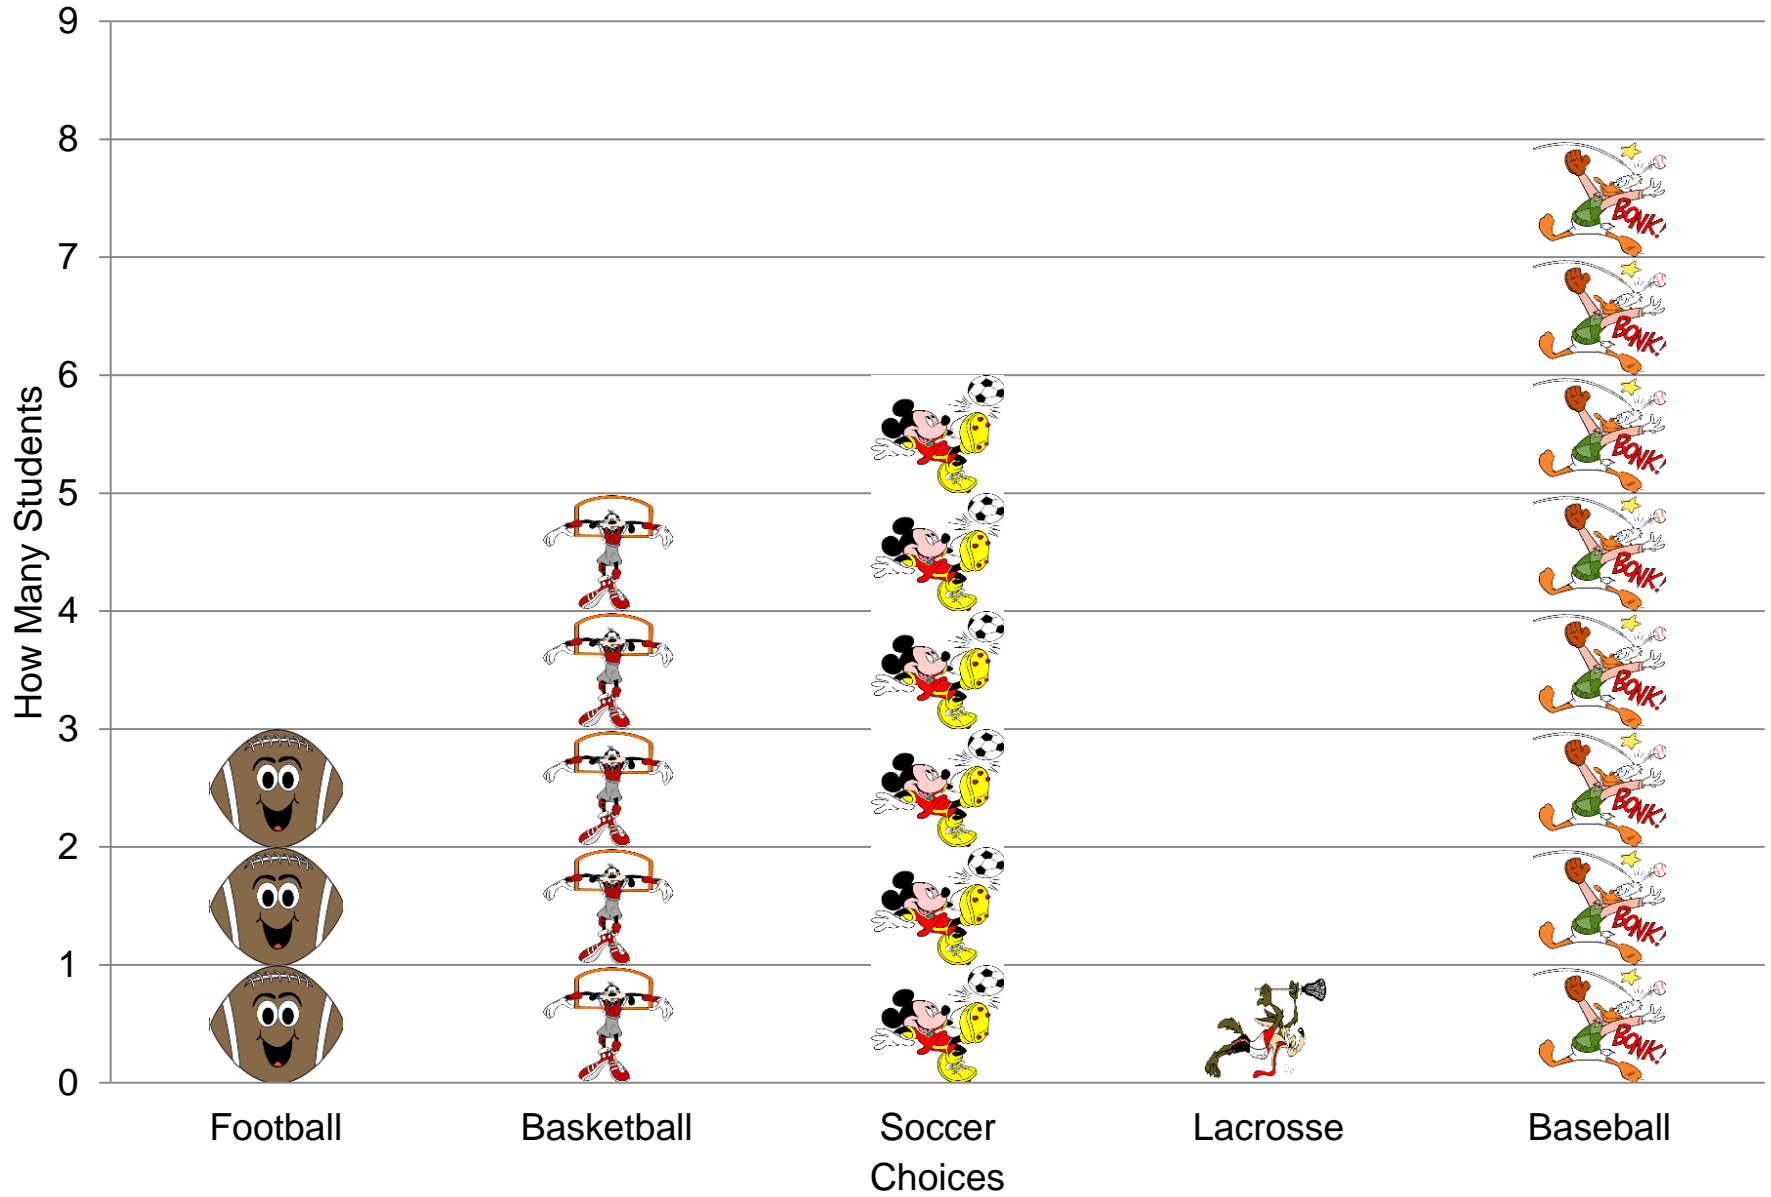 9
8
7
6
5
4
3
2
1
0
How Many Students
BONK!
BONK!
BONK!
BONK!
BONK!
BONK!
BONK!
BONK!
Football Basketball Soccer Lacrosse Baseball
Choices